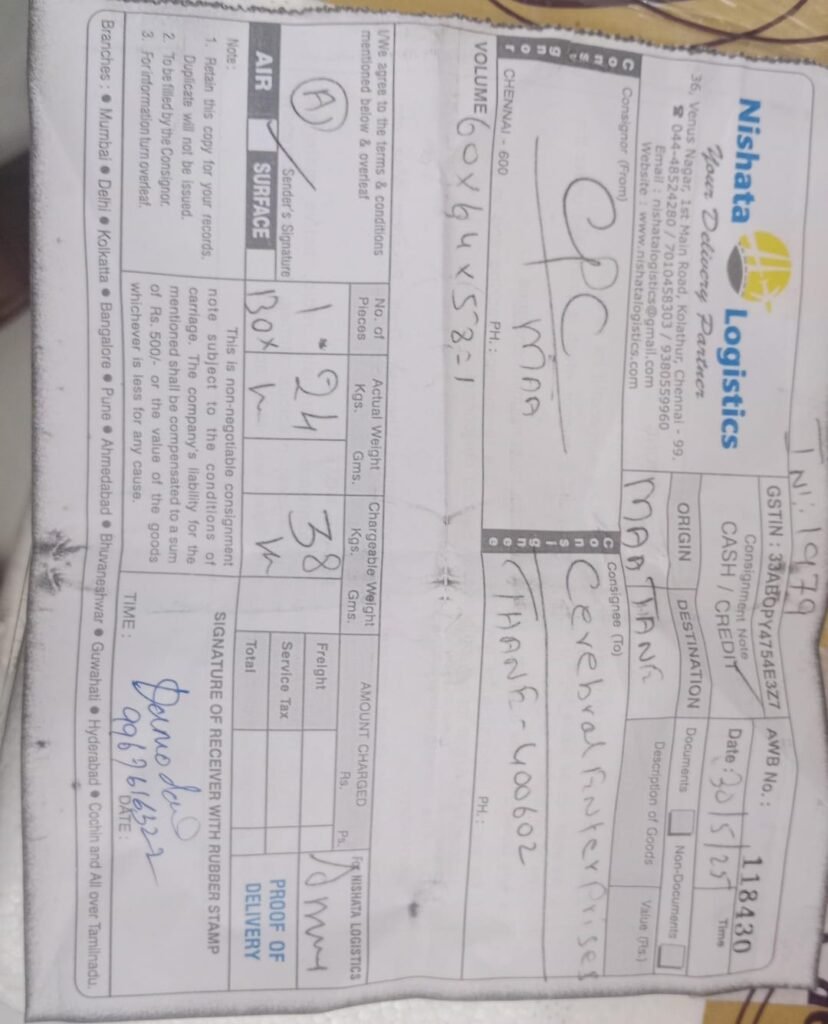 INV: 1979
Nishata Logistics
Your Delivery Partner
36, Venus Nagar, 1st Main Road, Kolathur, Chennai - 99.
☎ 044-48524280 / 7010458303 / 9380559960
Email : nishatalogistics@gmail.com
Website : www.nishatalogistics.com
GSTIN : 33ABOPY4754E3Z7
Consignment Note
CASH / CREDIT
AWB No. : 118430
Date : 30/5/25
Time
ORIGIN
DESTINATION
MAA
Documents
Non-Documents
Description of Goods
Value (Rs.)
Consignor
Consignor (From)
CPC
MAA
CHENNAI - 600
PH. :
Consignee
Consignee (To)
Cerebral Enterprises
THANE - 400602
PH. :
VOLUME 60 x 64 x 58 = 1
I/We agree to the terms & conditions
mentioned below & overleaf
Sender's Signature
AIR
SURFACE
No. of
Pieces
1
BOX
Actual Weight
Kgs. Gms.
24
Chargeable Weight
Kgs. Gms.
38
AMOUNT CHARGED
Rs. Ps.
Freight
Service Tax
Total
For NISHATA LOGISTICS
PROOF OF
DELIVERY
Note :
1. Retain this copy for your records.
Duplicate will not be issued.
2. To be filled by the Consignor.
3. For information turn overleaf.
This is non-negotiable consignment
note subject to the conditions of
carriage. The company's liability for the
mentioned shall be compensated to a sum
of Rs. 500/- or the value of the goods
whichever is less for any cause.
SIGNATURE OF RECEIVER WITH RUBBER STAMP
9967616322
TIME :
DATE :
Branches : ● Mumbai ● Delhi ● Kolkatta ● Bangalore ● Pune ● Ahmedabad ● Bhuvaneshwar ● Guwahati ● Hyderabad ● Cochin and All over Tamilnadu.